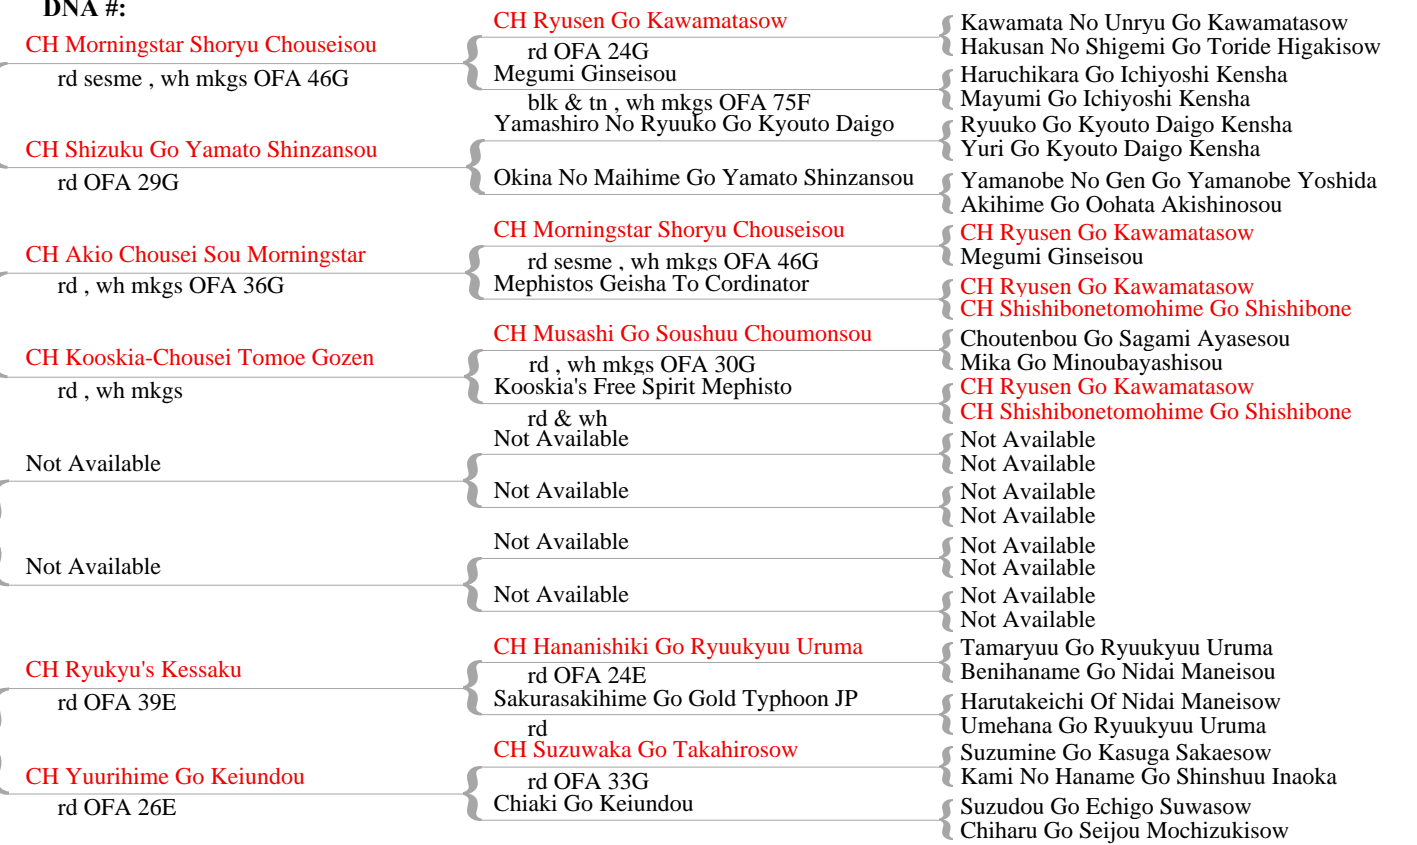 DNA #:
CH Morningstar Shoryu Chouseisou
rd sesme , wh mkgs OFA 46G
CH Shizuku Go Yamato Shinzansou
rd OFA 29G
CH Akio Chousei Sou Morningstar
rd , wh mkgs OFA 36G
CH Kooskia-Chousei Tomoe Gozen
rd , wh mkgs
Not Available
Not Available
CH Ryukyu's Kessaku
rd OFA 39E
CH Yuurihime Go Keiundou
rd OFA 26E
CH Ryusen Go Kawamatasow
rd OFA 24G
Megumi Ginseisou
blk & tn , wh mkgs OFA 75F
Yamashiro No Ryuuko Go Kyouto Daigo
Okina No Maihime Go Yamato Shinzansou
CH Morningstar Shoryu Chouseisou
rd sesme , wh mkgs OFA 46G
Mephistos Geisha To Cordinator
CH Musashi Go Soushuu Choumonsou
rd , wh mkgs OFA 30G
Kooskia's Free Spirit Mephisto
rd & wh
Not Available
Not Available
Not Available
Not Available
CH Hananishiki Go Ryuukyuu Uruma
rd OFA 24E
Sakurasakihime Go Gold Typhoon JP
rd
CH Suzuwaka Go Takahirosow
rd OFA 33G
Chiaki Go Keiundou
Kawamata No Unryu Go Kawamatasow
Hakusan No Shigemi Go Toride Higakisow
Haruchikara Go Ichiyoshi Kensha
Mayumi Go Ichiyoshi Kensha
Ryuuko Go Kyouto Daigo Kensha
Yuri Go Kyouto Daigo Kensha
Yamanobe No Gen Go Yamanobe Yoshida
Akihime Go Oohata Akishinosou
CH Ryusen Go Kawamatasow
Megumi Ginseisou
CH Ryusen Go Kawamatasow
CH Shishibonetomohime Go Shishibone
Choutenbou Go Sagami Ayasesou
Mika Go Minoubayashisou
CH Ryusen Go Kawamatasow
CH Shishibonetomohime Go Shishibone
Not Available
Not Available
Not Available
Not Available
Not Available
Not Available
Not Available
Not Available
Tamaryuu Go Ryuukyuu Uruma
Benihaname Go Nidai Maneisou
Harutakeichi Of Nidai Maneisow
Umehana Go Ryuukyuu Uruma
Suzumine Go Kasuga Sakaesow
Kami No Haname Go Shinshuu Inaoka
Suzudou Go Echigo Suwasow
Chiharu Go Seijou Mochizukisow